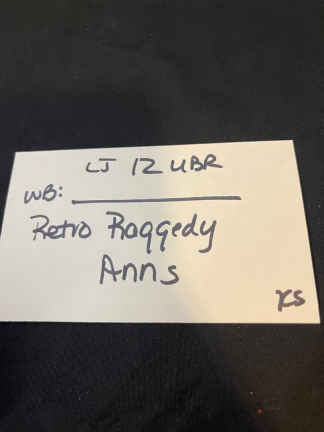 LJ 12 UBR
WB:
Retro Raggedy
Anns
XS